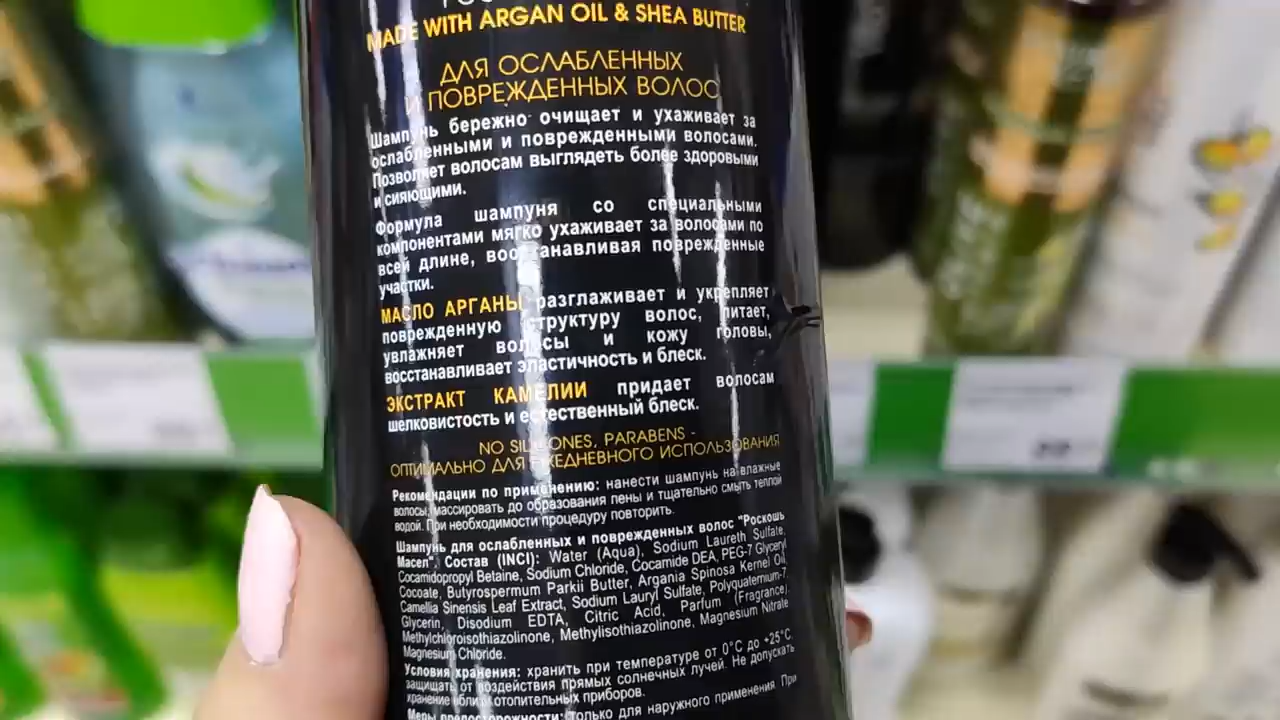 MADE WITH ARGAN OIL & SHEA BUTTER
ДЛЯ ОСЛАБЛЕННЫХ
И ПОВРЕЖДЕННЫХ ВОЛОС
Шампунь бережно очищает и ухаживает за
ослабленными и поврежденными волосами.
Позволяет волосам выглядеть более здоровыми
и сияющими.
Формула шампуня со специальными
компонентами мягко ухаживает за волосами по
всей длине, восстанавливая поврежденные
участки.
МАСЛО АРГАНЫ разглаживает и укрепляет
поврежденную структуру волос, питает,
увлажняет волосы и кожу головы,
восстанавливает эластичность и блеск.
ЭКСТРАКТ КАМЕЛИИ придает волосам
шелковистость и естественный блеск.
NO SILICONES, PARABENS -
ОПТИМАЛЬНО ДЛЯ ЕЖЕДНЕВНОГО ИСПОЛЬЗОВАНИЯ
Рекомендации по применению: нанести шампунь на влажные
волосы, массировать до образования пены и тщательно смыть теплой
водой. При необходимости процедуру повторить.
Шампунь для ослабленных и поврежденных волос "Роскошь
Масел". Состав (INCI): Water (Aqua), Sodium Laureth Sulfate,
Cocamidopropyl Betaine, Sodium Chloride, Cocamide DEA, PEG-7 Glyceryl
Cocoate, Butyrospermum Parkii Butter, Argania Spinosa Kernel Oil,
Camellia Sinensis Leaf Extract, Sodium Lauryl Sulfate, Polyquaternium-7,
Glycerin, Disodium EDTA, Citric Acid, Parfum (Fragrance),
Methylchloroisothiazolinone, Methylisothiazolinone, Magnesium Nitrate
Magnesium Chloride.
Условия хранения: хранить при температуре от 0°С до +25°С,
защищать от воздействия прямых солнечных лучей. Не допускать
хранение вблизи отопительных приборов.
Меры предосторожности: только для наружного применения. При